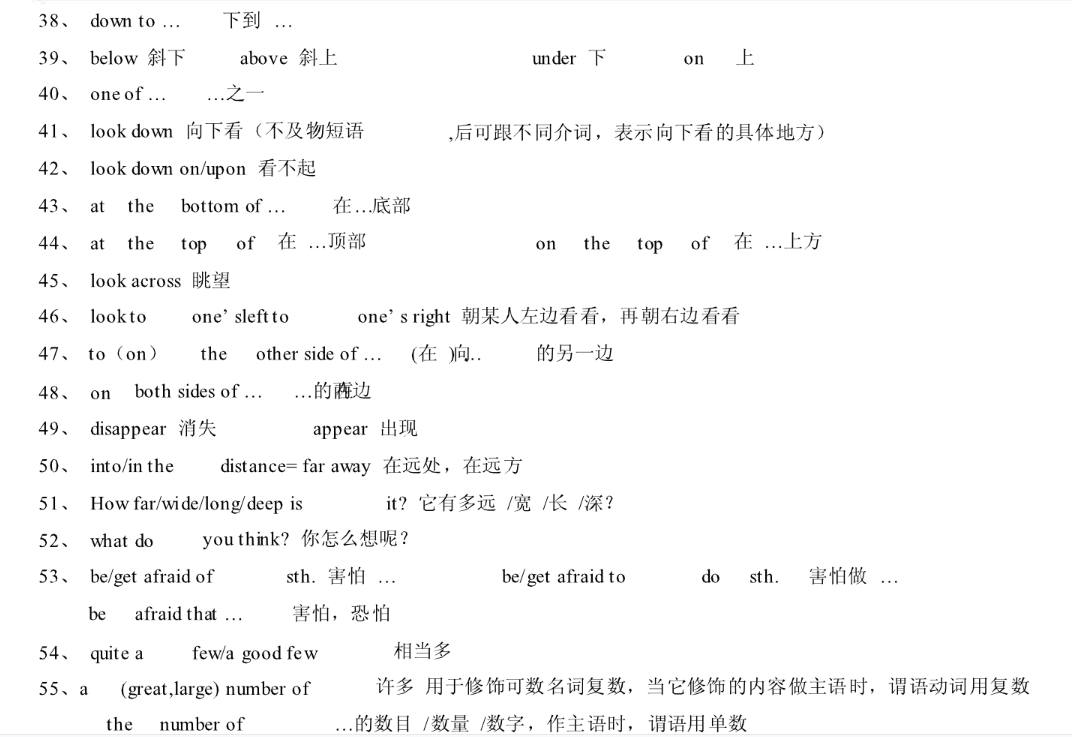 38、 down to … 下到 …
39、 below 斜下 above 斜上 under 下 on 上
40、 one of … …之一
41、 look down 向下看（不及物短语 ,后可跟不同介词，表示向下看的具体地方）
42、 look down on/upon 看不起
43、 at the bottom of … 在…底部
44、 at the top of 在 …顶部 on the top of 在 …上方
45、 look across 眺望
46、 look to one’ s left to one’ s right 朝某人左边看看，再朝右边看看
47、 to（on） the other side of … (在 )向.. 的另一边
48、 on both sides of … …的两边
49、 disappear 消失 appear 出现
50、 into/in the distance= far away 在远处，在远方
51、 How far/wide/long/deep is it? 它有多远 /宽 /长 /深？
52、 what do you think? 你怎么想呢？
53、 be/get afraid of sth. 害怕 … be/get afraid to do sth. 害怕做 …
be afraid that … 害怕，恐怕
54、 quite a few/a good few 相当多
55、a (great,large) number of 许多 用于修饰可数名词复数，当它修饰的内容做主语时，谓语动词用复数
the number of …的数目 /数量 /数字，作主语时，谓语用单数